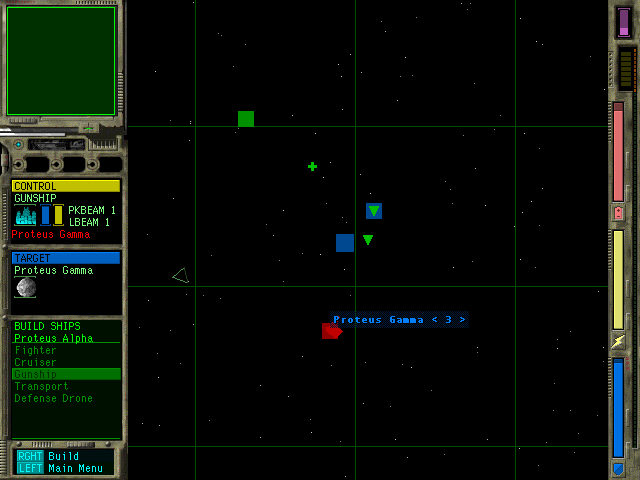 CONTROL
GUNSHIP
PKBEAM 1
LBEAM 1
Proteus Gamma
TARGET
Proteus Gamma
BUILD SHIPS
Proteus Alpha
Fighter
Cruiser
Gunship
Transport
Defense Drone
RGHT Build
LEFT Main Menu
Proteus Gamma < 3 >